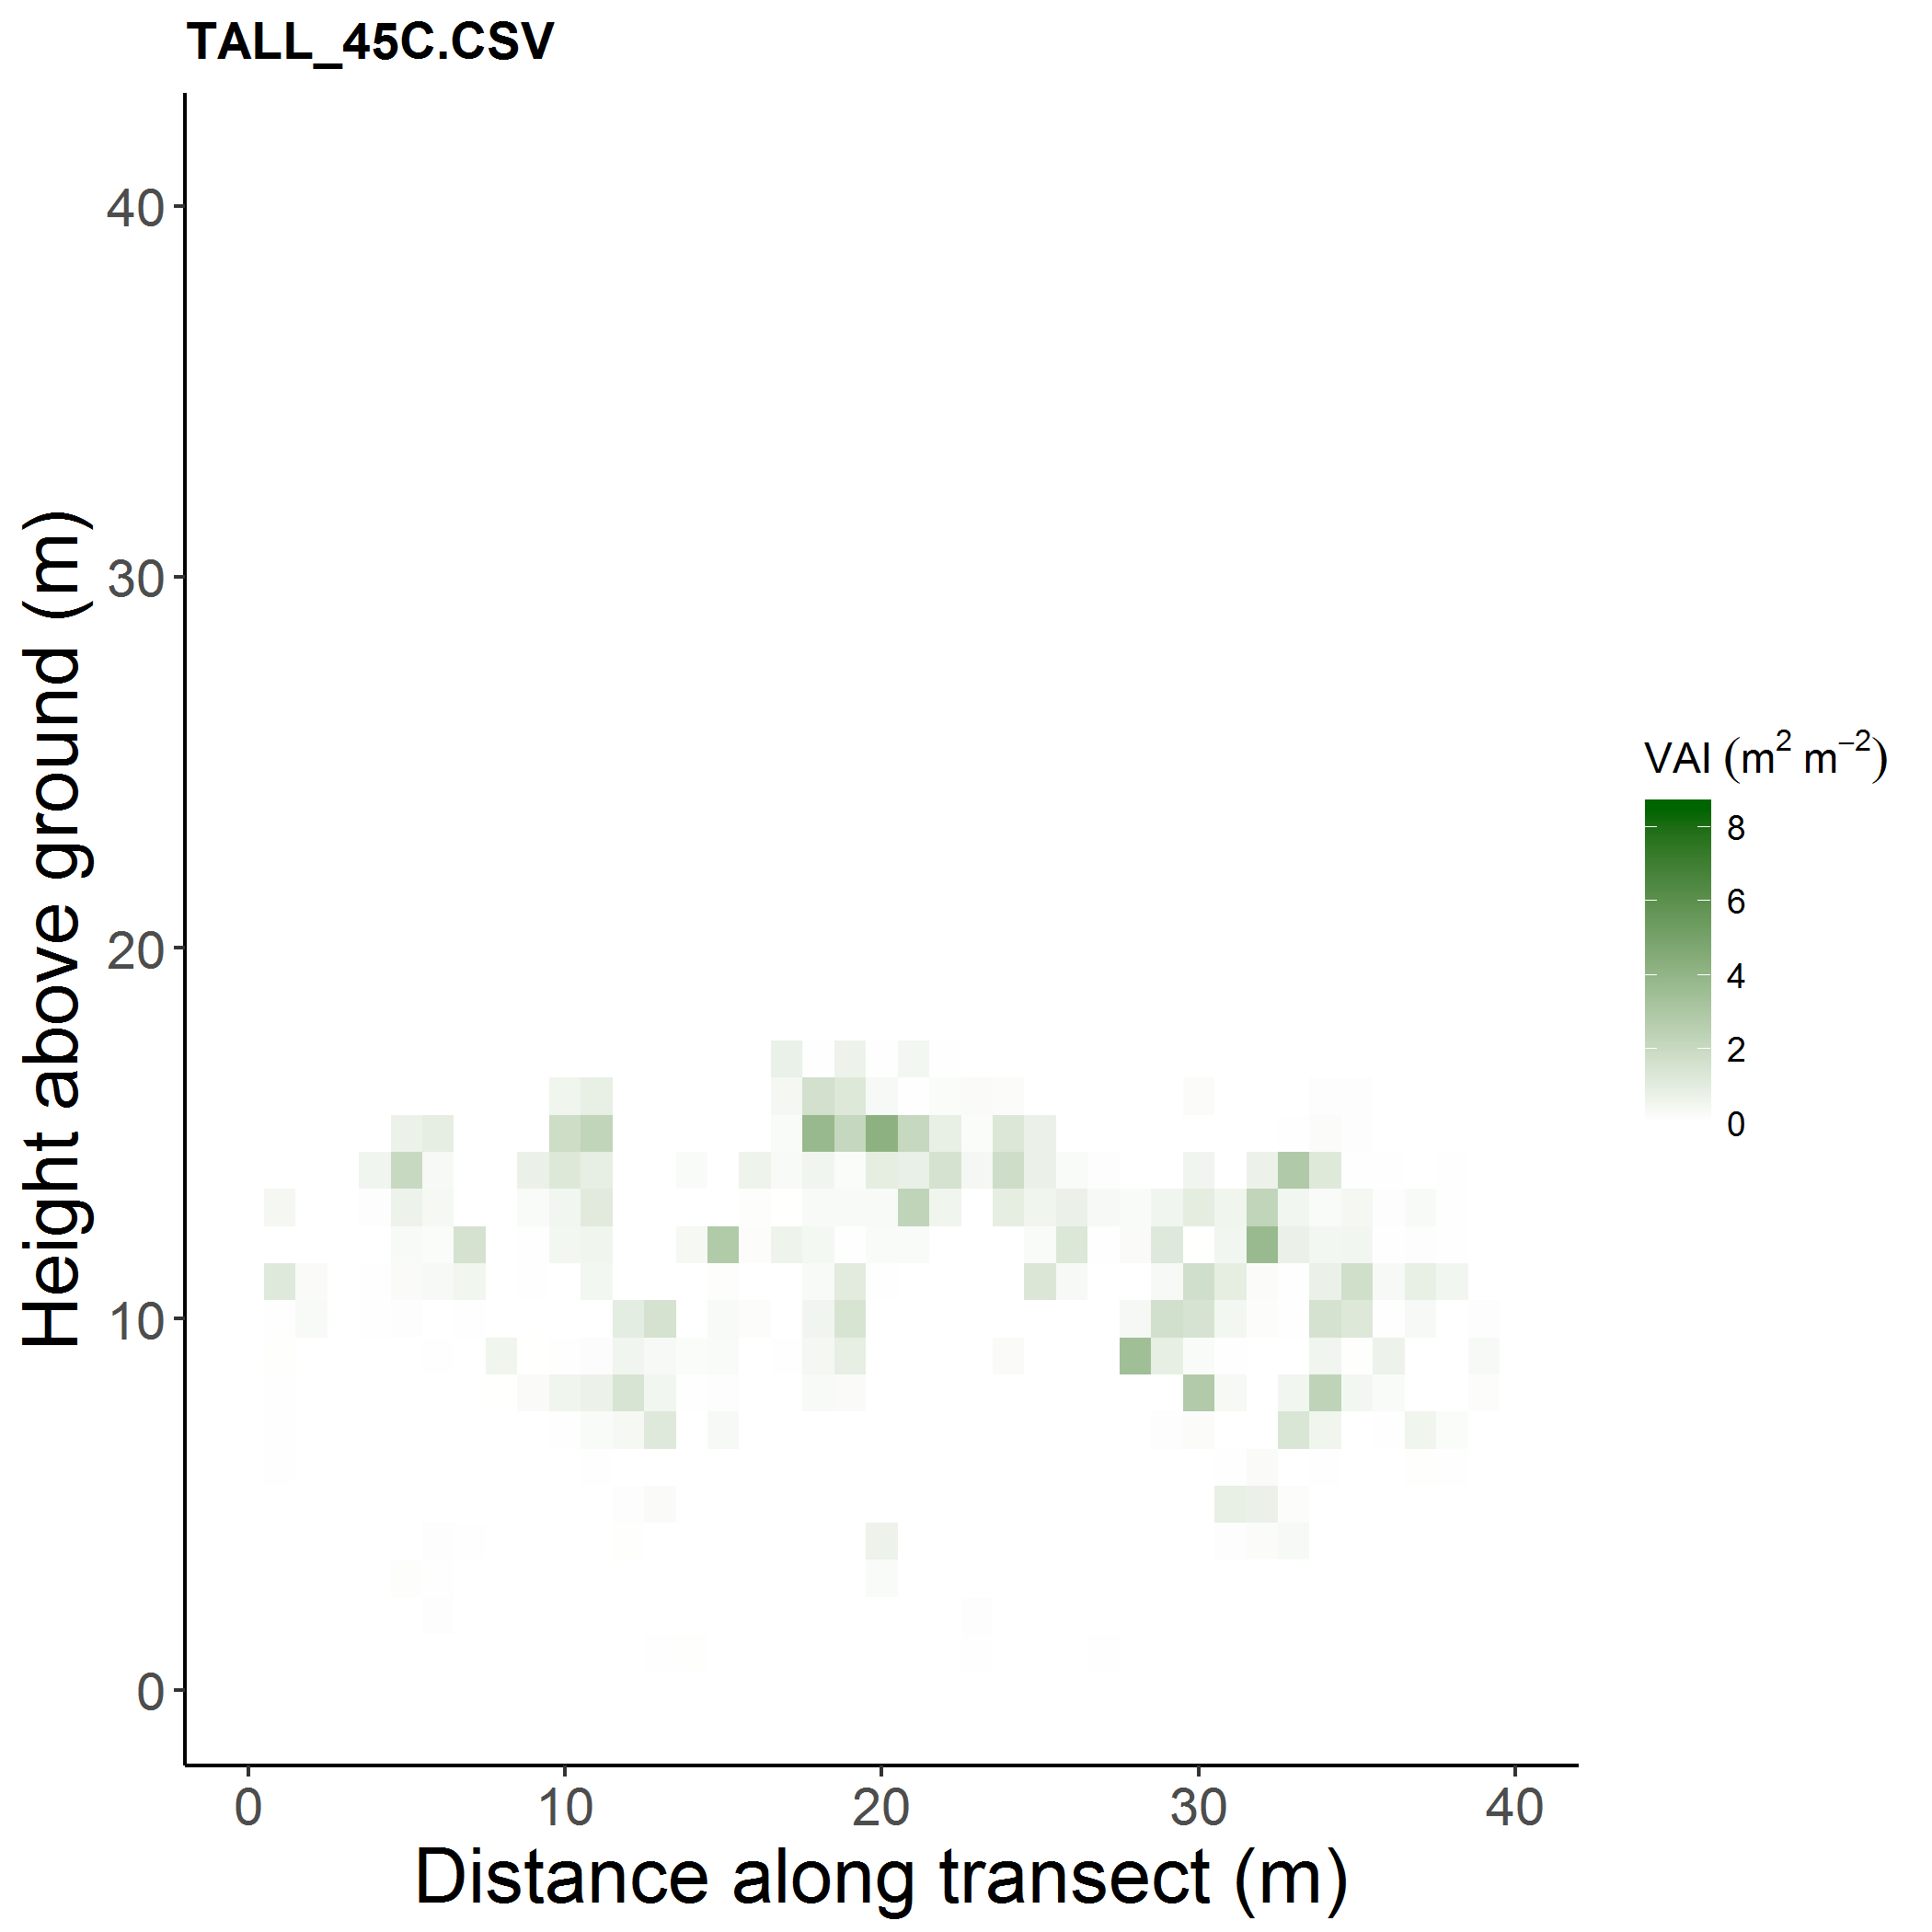 TALL_45C.CSV
Height above ground (m)
40
30
20
10
0
0 10 20 30 40
Distance along transect (m)
VAI (m² m⁻²)
8
6
4
2
0